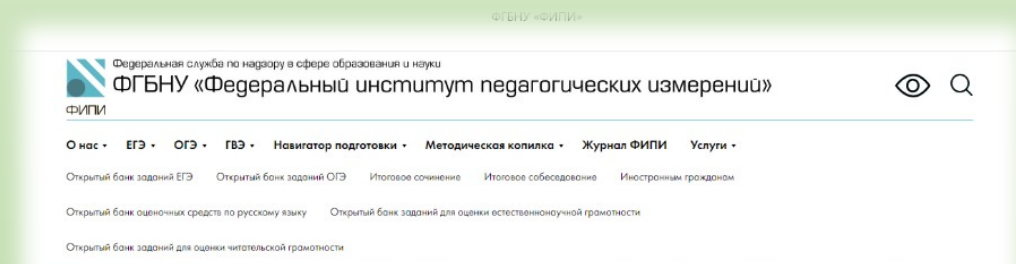 ФГБНУ «ФИПИ»
Федеральная служба по надзору в сфере образования и науки
ФГБНУ «Федеральный институт педагогических измерений»
ФИПИ
О нас ЕГЭ ОГЭ ГВЭ Навигатор подготовки Методическая копилка Журнал ФИПИ Услуги
Открытый банк заданий ЕГЭ Открытый банк заданий ОГЭ Итоговое сочинение Итоговое собеседование Иностранным гражданам
Открытый банк оценочных средств по русскому языку Открытый банк заданий для оценки естественнонаучной грамотности
Открытый банк заданий для оценки читательской грамотности